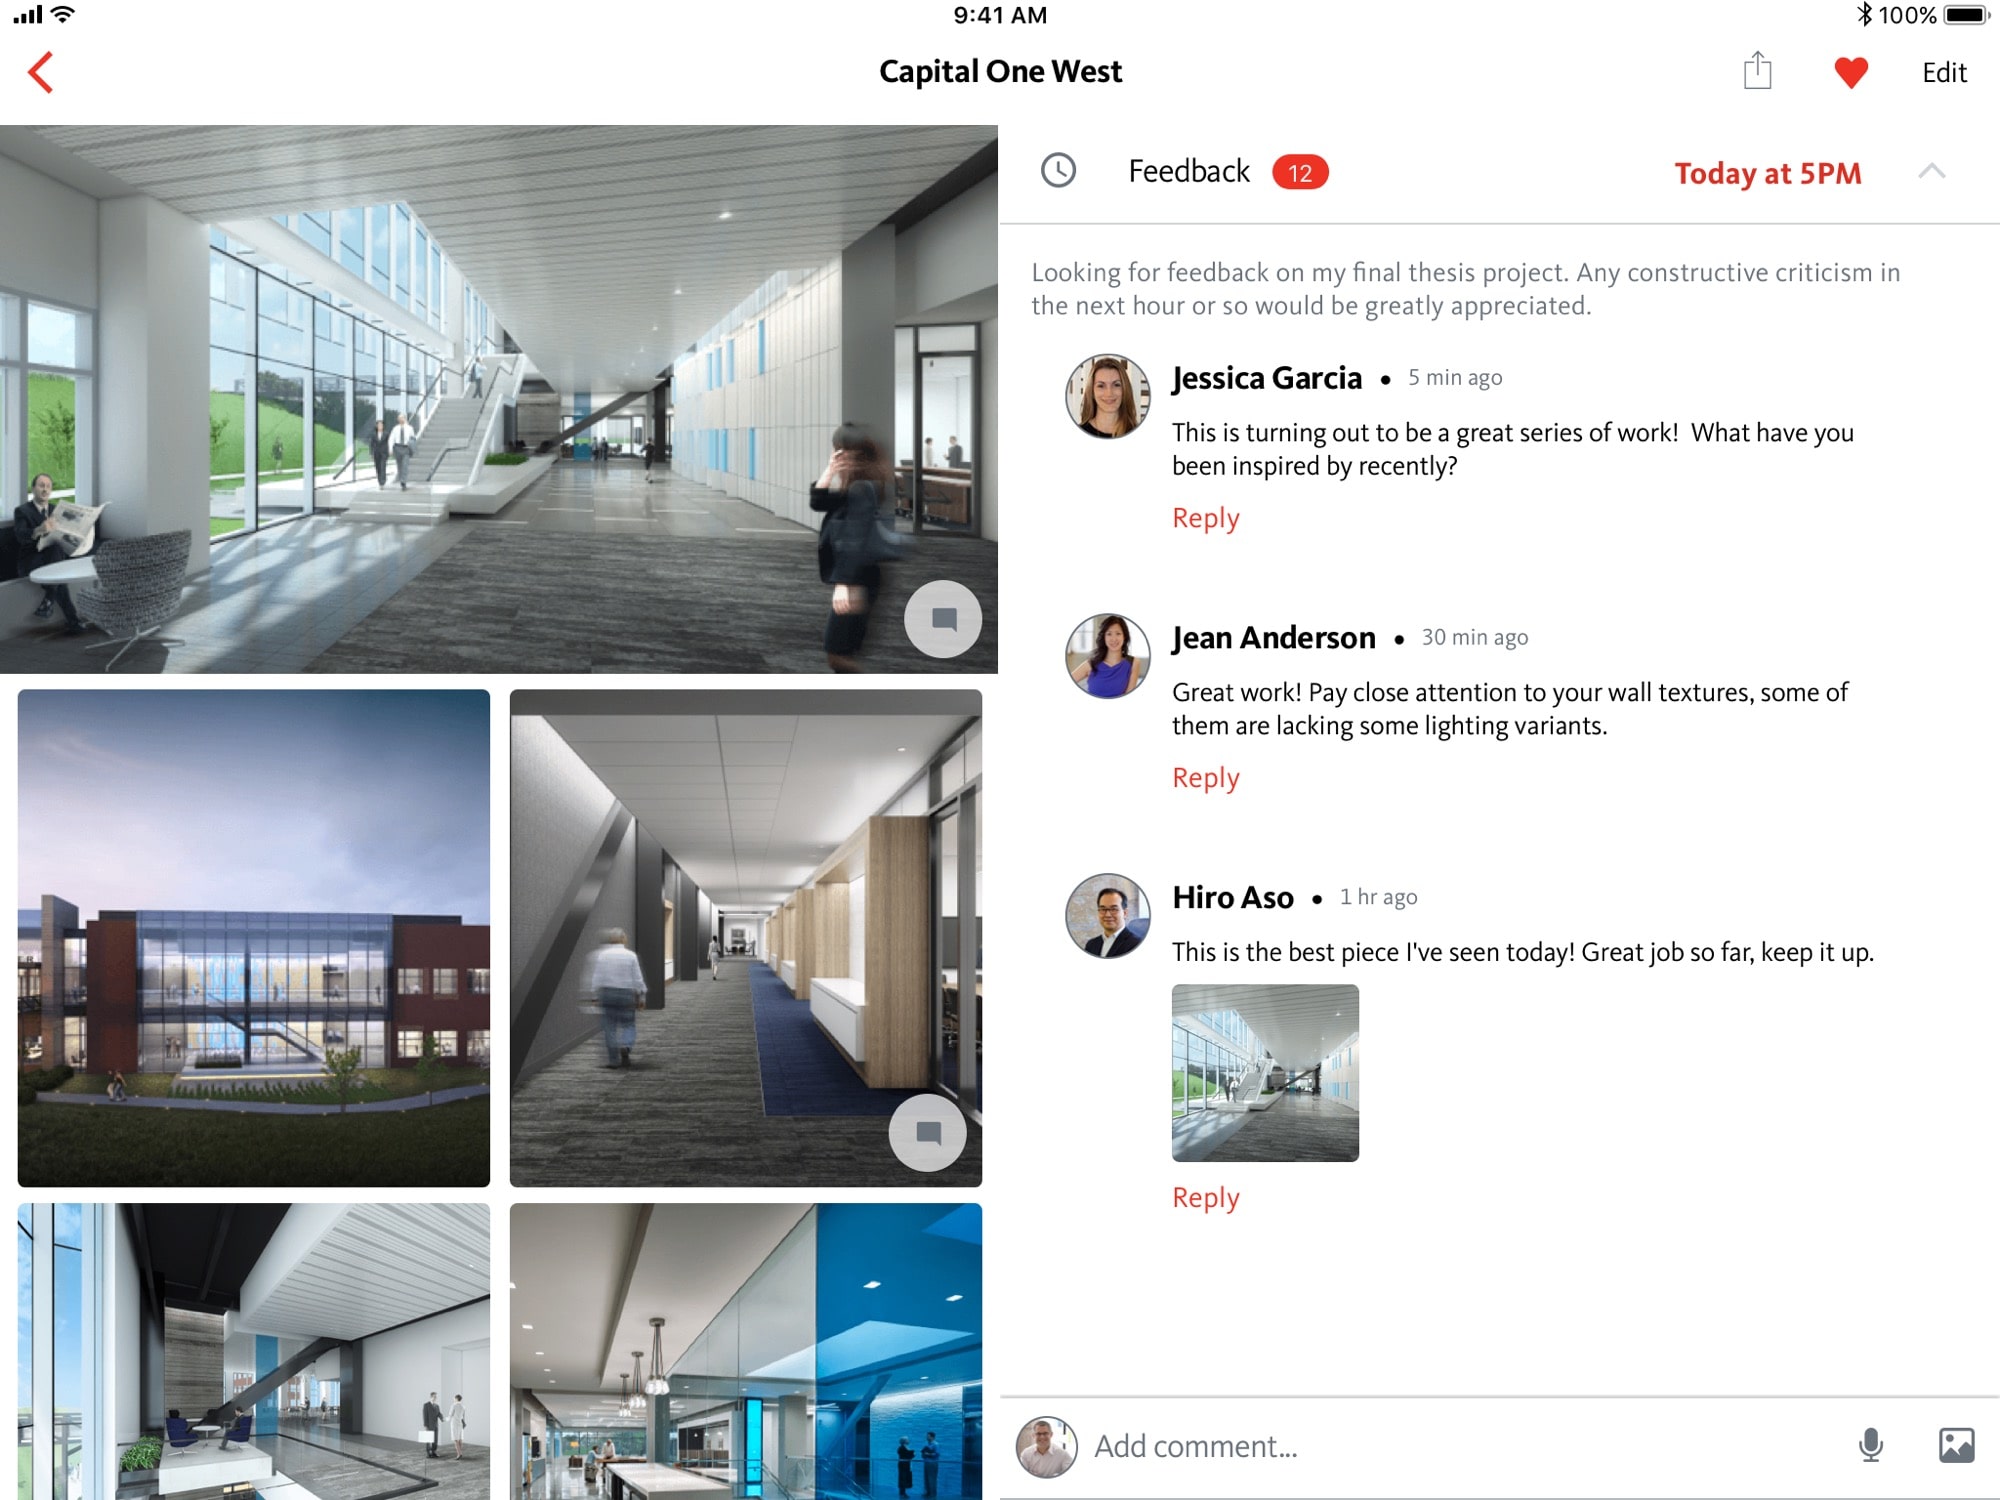 9:41 AM
100%
Capital One West
Edit
Feedback 12
Today at 5PM
Looking for feedback on my final thesis project. Any constructive criticism in
the next hour or so would be greatly appreciated.
Jessica Garcia • 5 min ago
This is turning out to be a great series of work!  What have you
been inspired by recently?
Reply
Jean Anderson • 30 min ago
Great work! Pay close attention to your wall textures, some of
them are lacking some lighting variants.
Reply
Hiro Aso • 1 hr ago
This is the best piece I've seen today! Great job so far, keep it up.
Reply
Add comment...